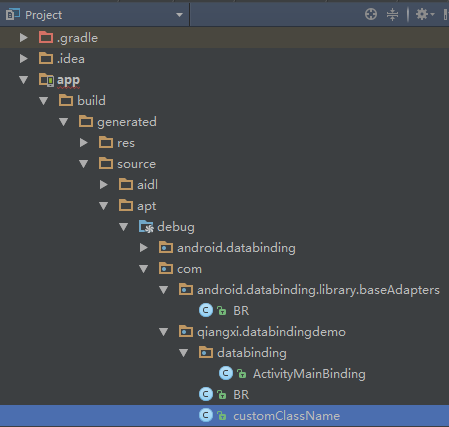 Project
.gradle
.idea
app
build
generated
res
source
aidl
apt
debug
android.databinding
com
android.databinding.library.baseAdapters
BR
qiangxi.databindingdemo
databinding
ActivityMainBinding
BR
customClassName